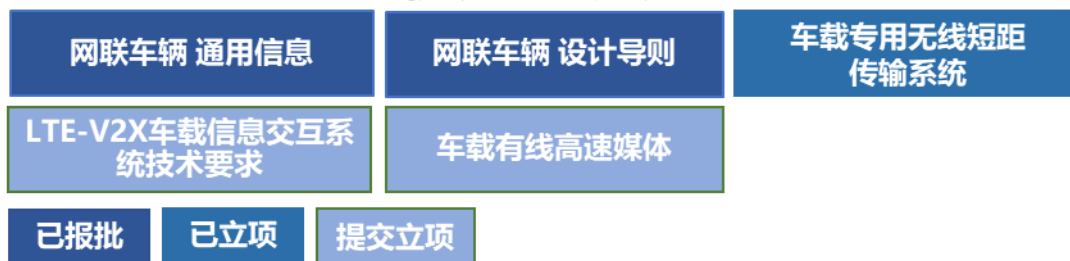 网联车辆 通用信息
网联车辆 设计导则
车载专用无线短距
传输系统
LTE-V2X车载信息交互系
统技术要求
车载有线高速媒体
已报批
已立项
提交立项